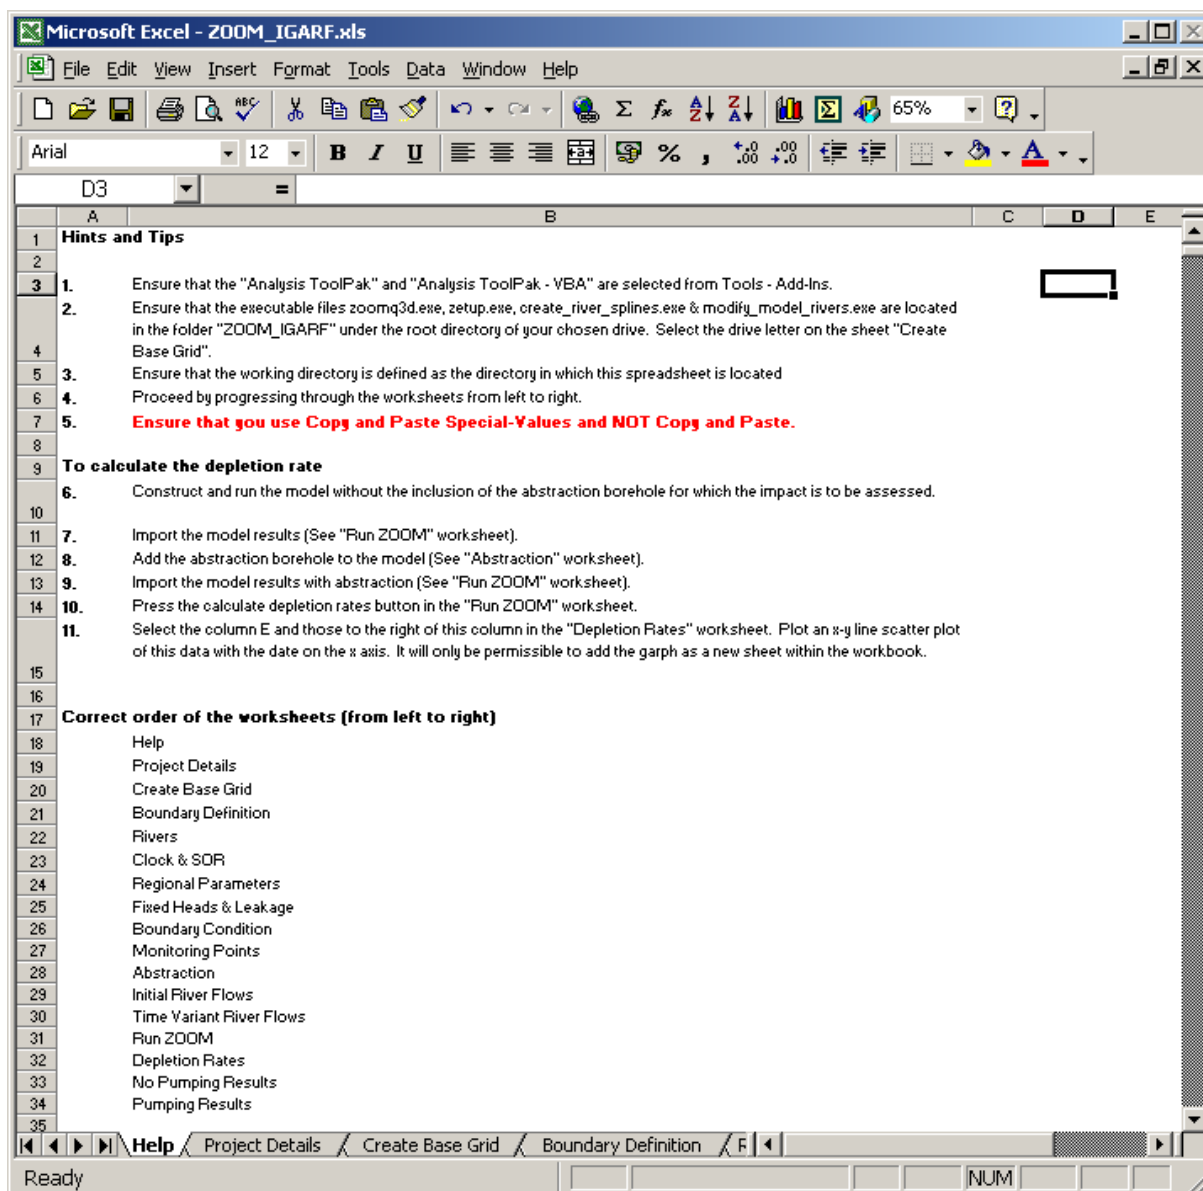 Microsoft Excel - ZOOM_IGARF.xls
File Edit View Insert Format Tools Data Window Help
ABC 65%
Arial 12 B I U % , .00 .00 A
D3 =
A B C D E
1 Hints and Tips
2
3 1. Ensure that the "Analysis ToolPak" and "Analysis ToolPak - VBA" are selected from Tools - Add-Ins.
2. Ensure that the executable files zoomq3d.exe, zetup.exe, create_river_splines.exe & modify_model_rivers.exe are located
in the folder "ZOOM_IGARF" under the root directory of your chosen drive. Select the drive letter on the sheet "Create
4 Base Grid".
5 3. Ensure that the working directory is defined as the directory in which this spreadsheet is located
6 4. Proceed by progressing through the worksheets from left to right.
7 5. Ensure that you use Copy and Paste Special-Values and NOT Copy and Paste.
8
9 To calculate the depletion rate
6. Construct and run the model without the inclusion of the abstraction borehole for which the impact is to be assessed.
10
11 7. Import the model results (See "Run ZOOM" worksheet).
12 8. Add the abstraction borehole to the model (See "Abstraction" worksheet).
13 9. Import the model results with abstraction (See "Run ZOOM" worksheet).
14 10. Press the calculate depletion rates button in the "Run ZOOM" worksheet.
11. Select the column E and those to the right of this column in the "Depletion Rates" worksheet. Plot an x-y line scatter plot
of this data with the date on the x axis. It will only be permissible to add the garph as a new sheet within the workbook.
15
16
17 Correct order of the worksheets (from left to right)
18 Help
19 Project Details
20 Create Base Grid
21 Boundary Definition
22 Rivers
23 Clock & SOR
24 Regional Parameters
25 Fixed Heads & Leakage
26 Boundary Condition
27 Monitoring Points
28 Abstraction
29 Initial River Flows
30 Time Variant River Flows
31 Run ZOOM
32 Depletion Rates
33 No Pumping Results
34 Pumping Results
35
Help Project Details Create Base Grid Boundary Definition
Ready NUM